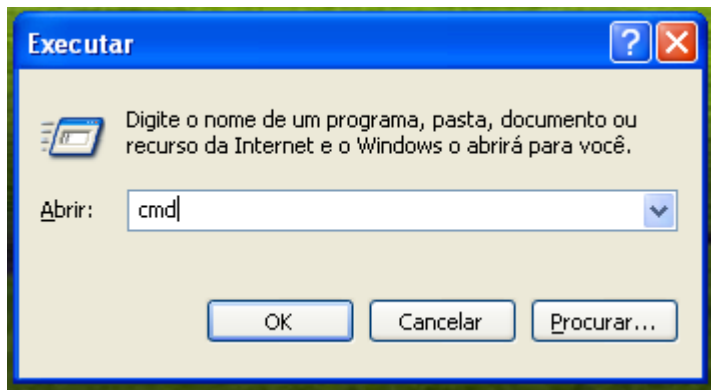 Executar
Digite o nome de um programa, pasta, documento ou
recurso da Internet e o Windows o abrirá para você.
Abrir: cmd
OK Cancelar Procurar...